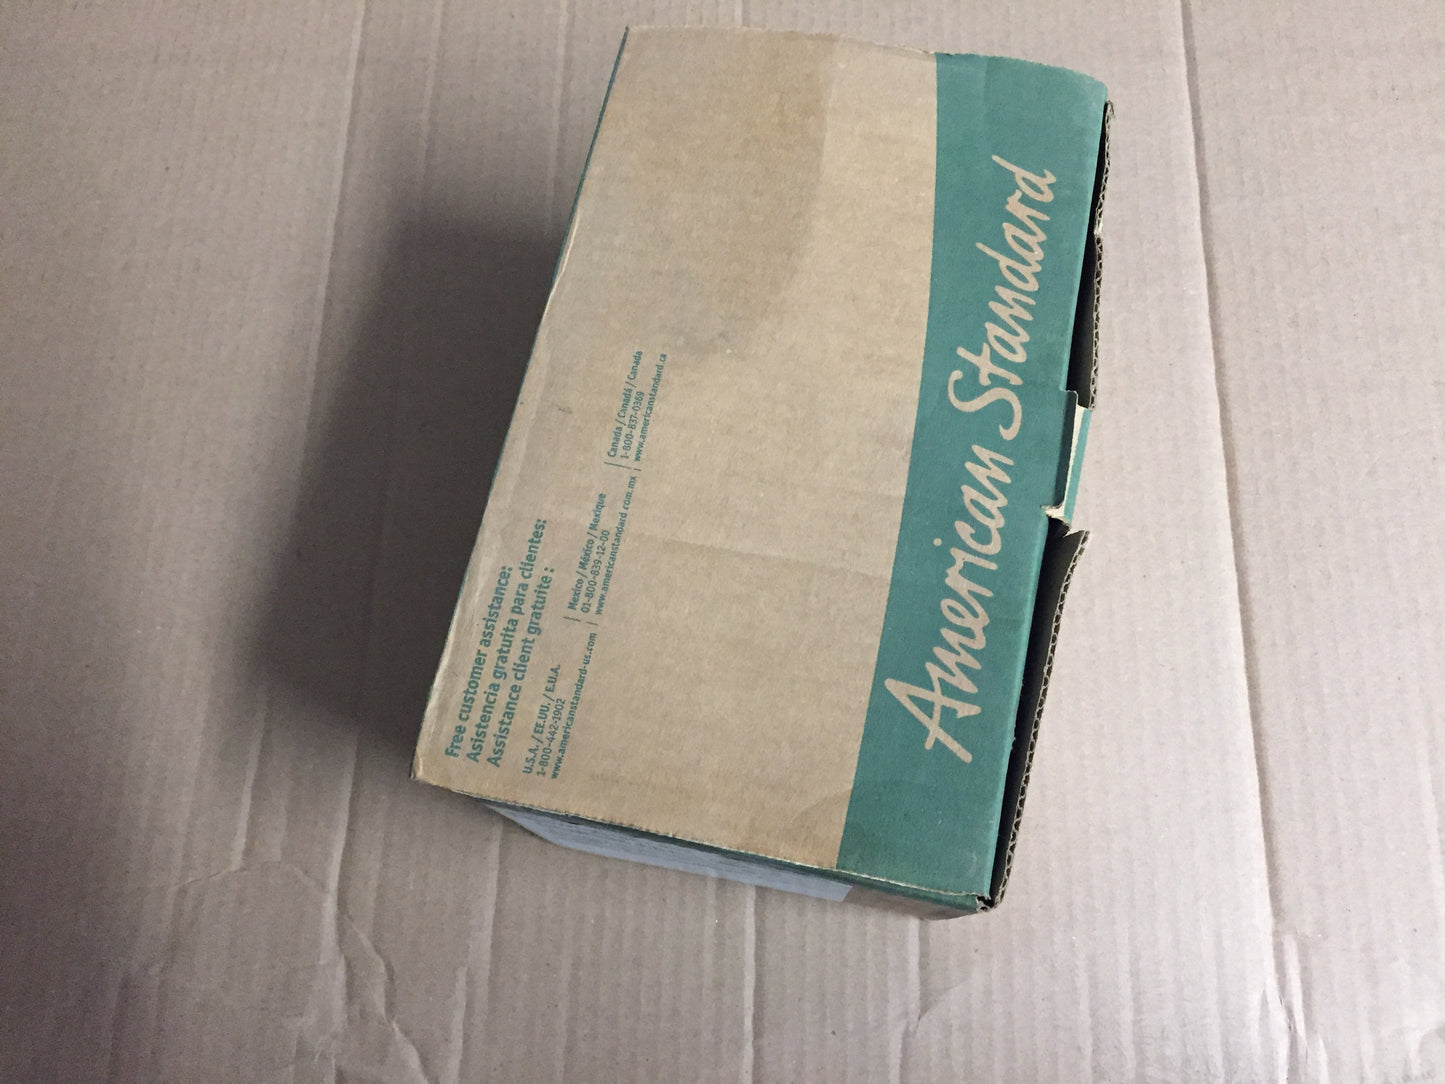 American Standard
Free customer assistance:
Asistencia gratuita para clientes:
Assistance client gratuite :
U.S.A. / EE.UU. / E.U.A.
1-800-442-1902
www.americanstandard-us.com
Mexico / México / Mexique
01-800-839-12-00
www.americanstandard.com.mx
Canada / Canadá / Canada
1-800-837-0369
www.americanstandard.ca